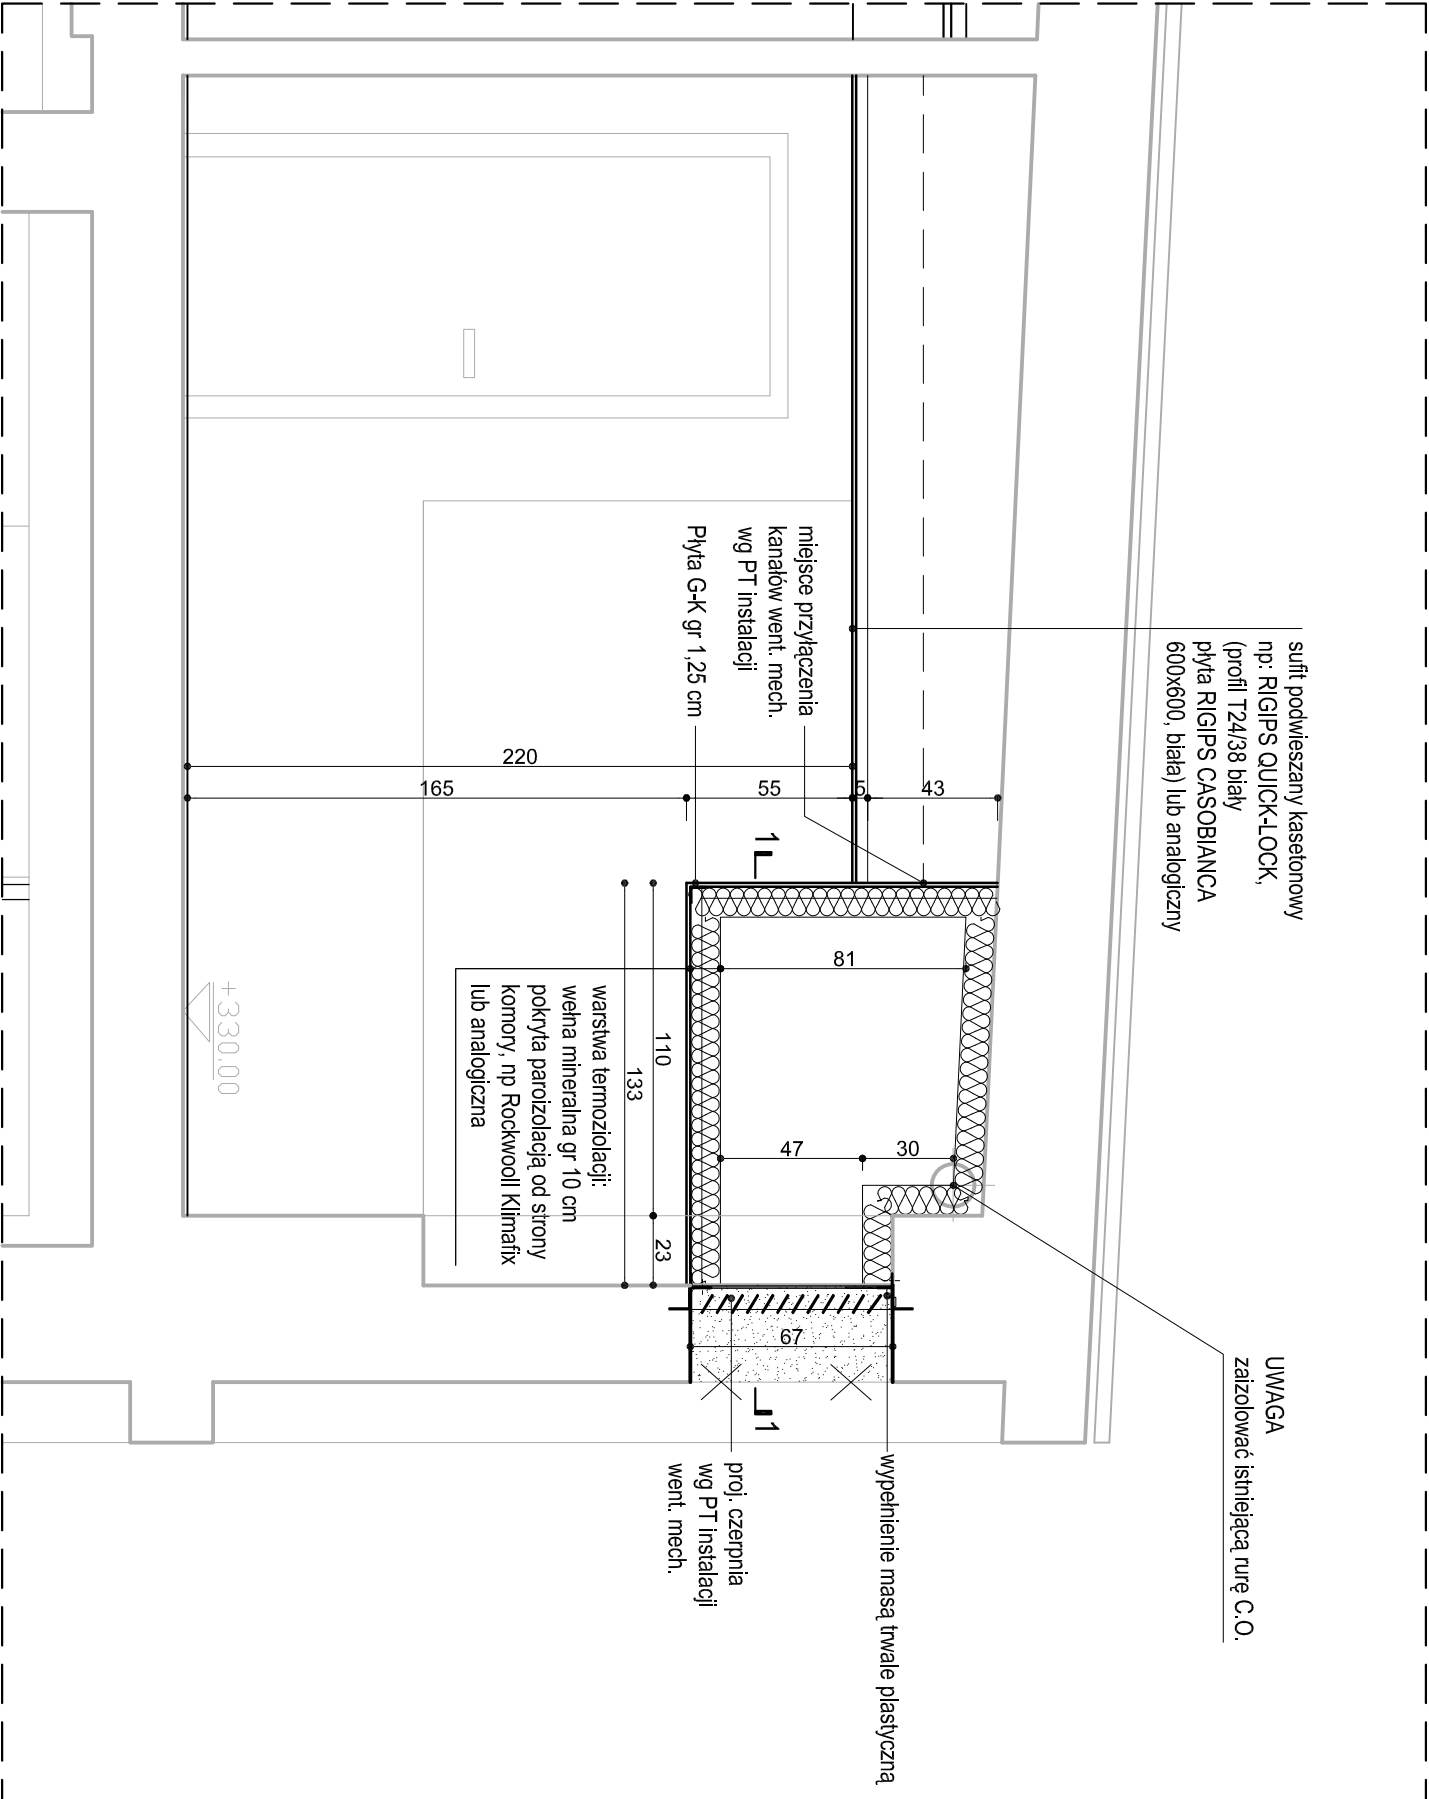 sufit podwieszany kasetonowy
np: RIGIPS QUICK-LOCK,
(profil T24/38 biały
płyta RIGIPS CASOBIANCA
600x600, biała) lub analogiczny
UWAGA
zaizolować istniejącą rurę C.O.
miejsce przyłączenia
kanałów went. mech.
wg PT instalacji
Płyta G-K gr 1,25 cm
43
5
55
165
220
1
81
30
47
110
23
133
67
1
wypełnienie masą trwale plastyczną
proj. czerpnia
wg PT instalacji
went. mech.
warstwa termoziolacji:
wełna mineralna gr 10 cm
pokryta paroizolacją od strony
komory, np Rockwooll Klimafix
lub analogiczna
+330,00